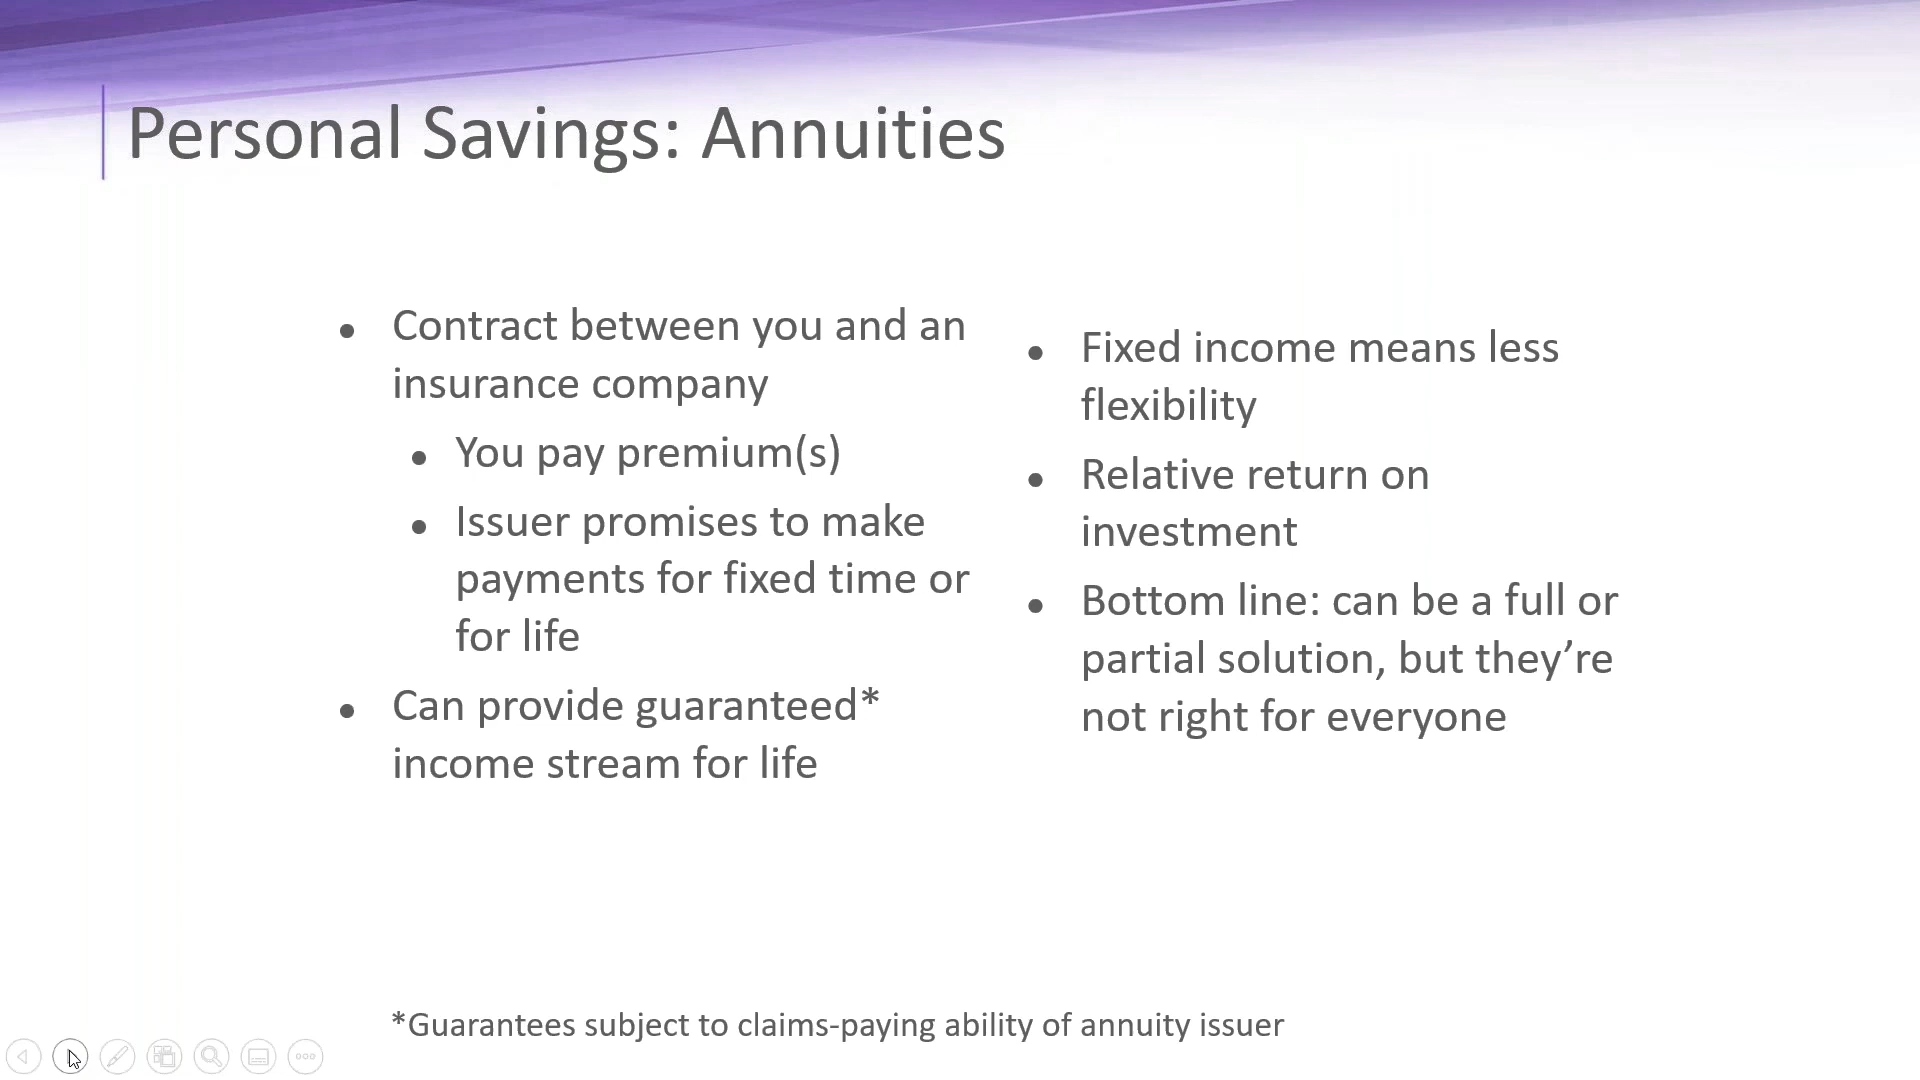 Personal Savings: Annuities
• Contract between you and an
insurance company
• You pay premium(s)
• Issuer promises to make
payments for fixed time or
for life
• Can provide guaranteed*
income stream for life
• Fixed income means less
flexibility
• Relative return on
investment
• Bottom line: can be a full or
partial solution, but they’re
not right for everyone
*Guarantees subject to claims-paying ability of annuity issuer